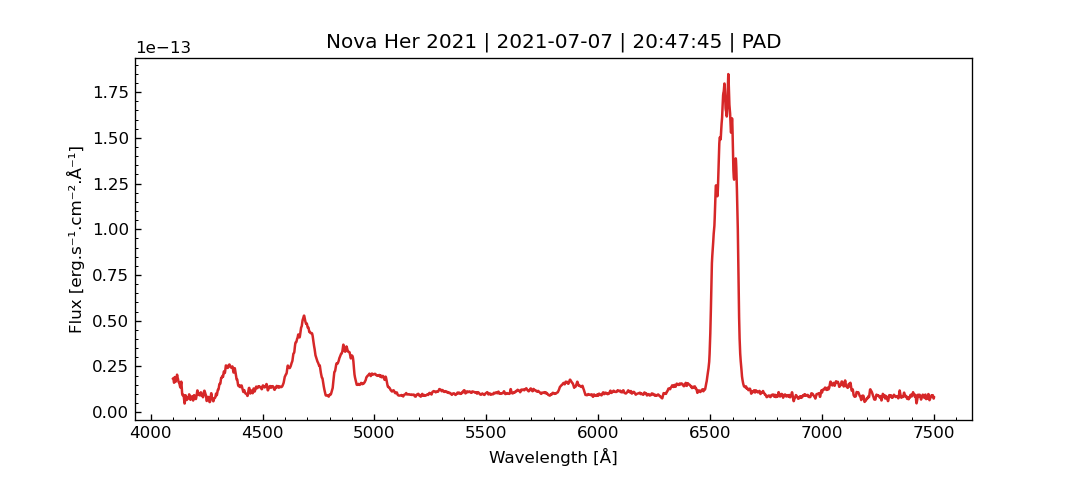 Nova Her 2021 | 2021-07-07 | 20:47:45 | PAD
1e−13
1.75
1.50
1.25
1.00
0.75
0.50
0.25
0.00
Flux [erg.s⁻¹.cm⁻².Å⁻¹]
4000 4500 5000 5500 6000 6500 7000 7500
Wavelength [Å]